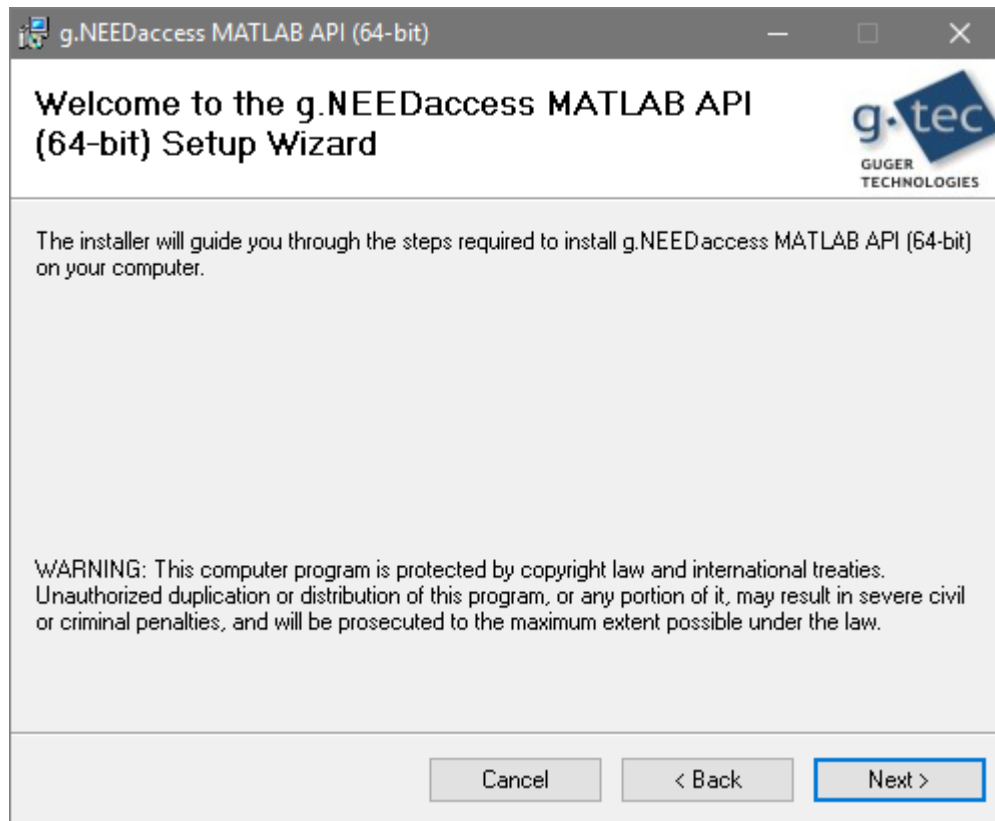 g.NEEDaccess MATLAB API (64-bit)
Welcome to the g.NEEDaccess MATLAB API
(64-bit) Setup Wizard
g.tec
GUGER
TECHNOLOGIES
The installer will guide you through the steps required to install g.NEEDaccess MATLAB API (64-bit)
on your computer.
WARNING: This computer program is protected by copyright law and international treaties.
Unauthorized duplication or distribution of this program, or any portion of it, may result in severe civil
or criminal penalties, and will be prosecuted to the maximum extent possible under the law.
Cancel < Back Next >